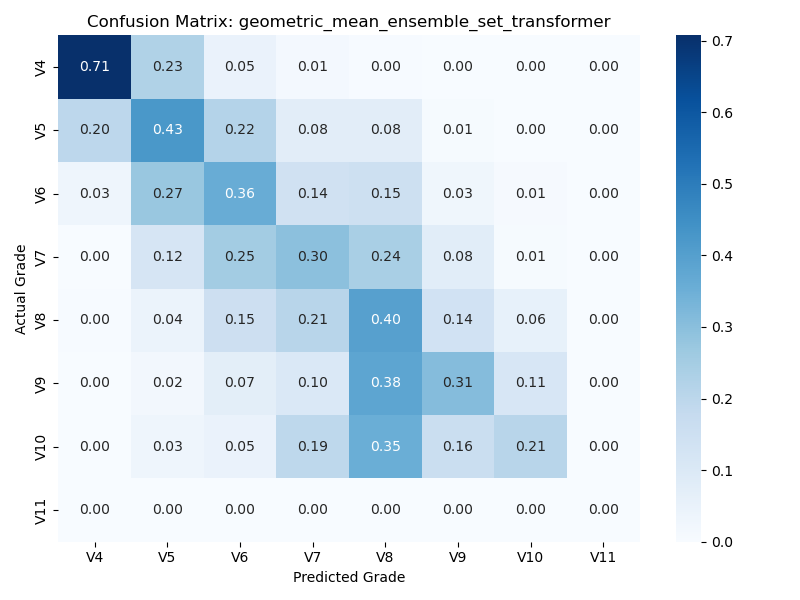 Confusion Matrix: geometric_mean_ensemble_set_transformer
Actual Grade
V4 0.71 0.23 0.05 0.01 0.00 0.00 0.00 0.00
V5 0.20 0.43 0.22 0.08 0.08 0.01 0.00 0.00
V6 0.03 0.27 0.36 0.14 0.15 0.03 0.01 0.00
V7 0.00 0.12 0.25 0.30 0.24 0.08 0.01 0.00
V8 0.00 0.04 0.15 0.21 0.40 0.14 0.06 0.00
V9 0.00 0.02 0.07 0.10 0.38 0.31 0.11 0.00
V10 0.00 0.03 0.05 0.19 0.35 0.16 0.21 0.00
V11 0.00 0.00 0.00 0.00 0.00 0.00 0.00 0.00
V4 V5 V6 V7 V8 V9 V10 V11
Predicted Grade
0.7
0.6
0.5
0.4
0.3
0.2
0.1
0.0